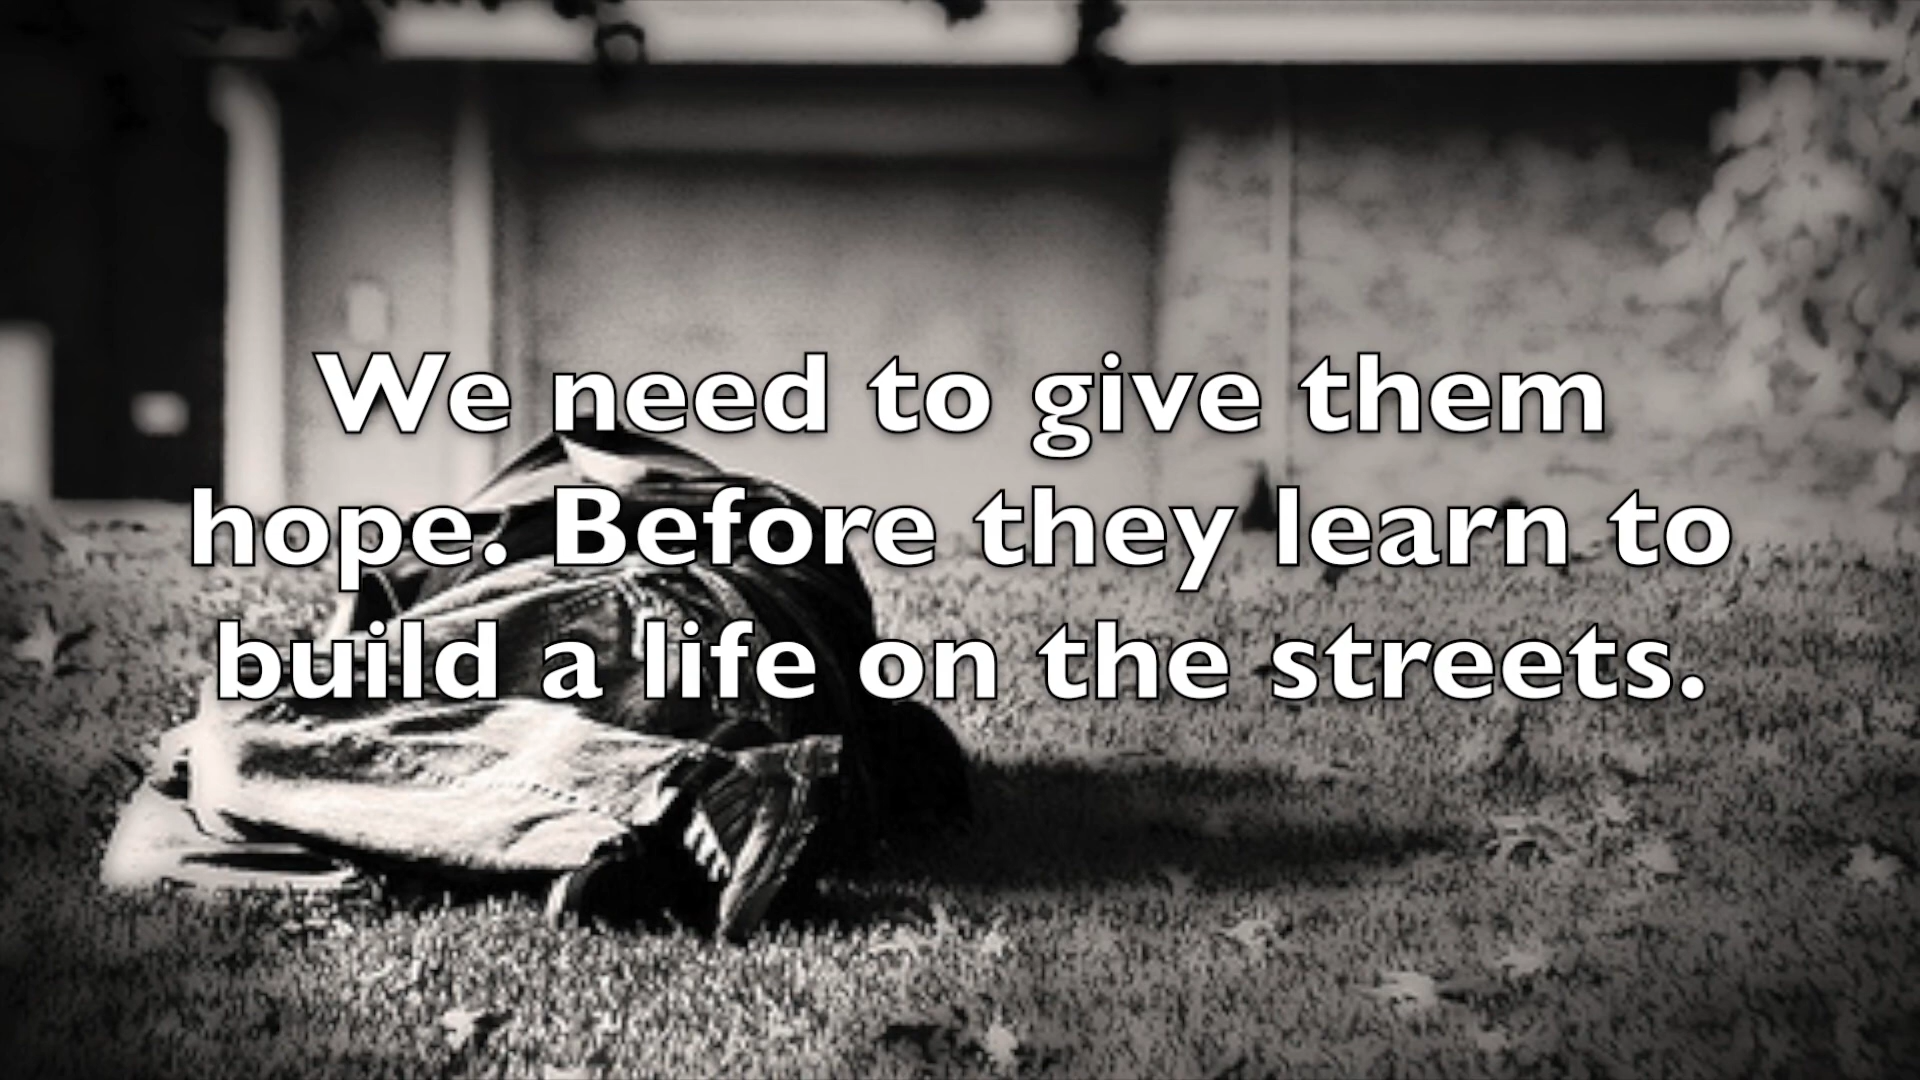 We need to give them
hope. Before they learn to
build a life on the streets.